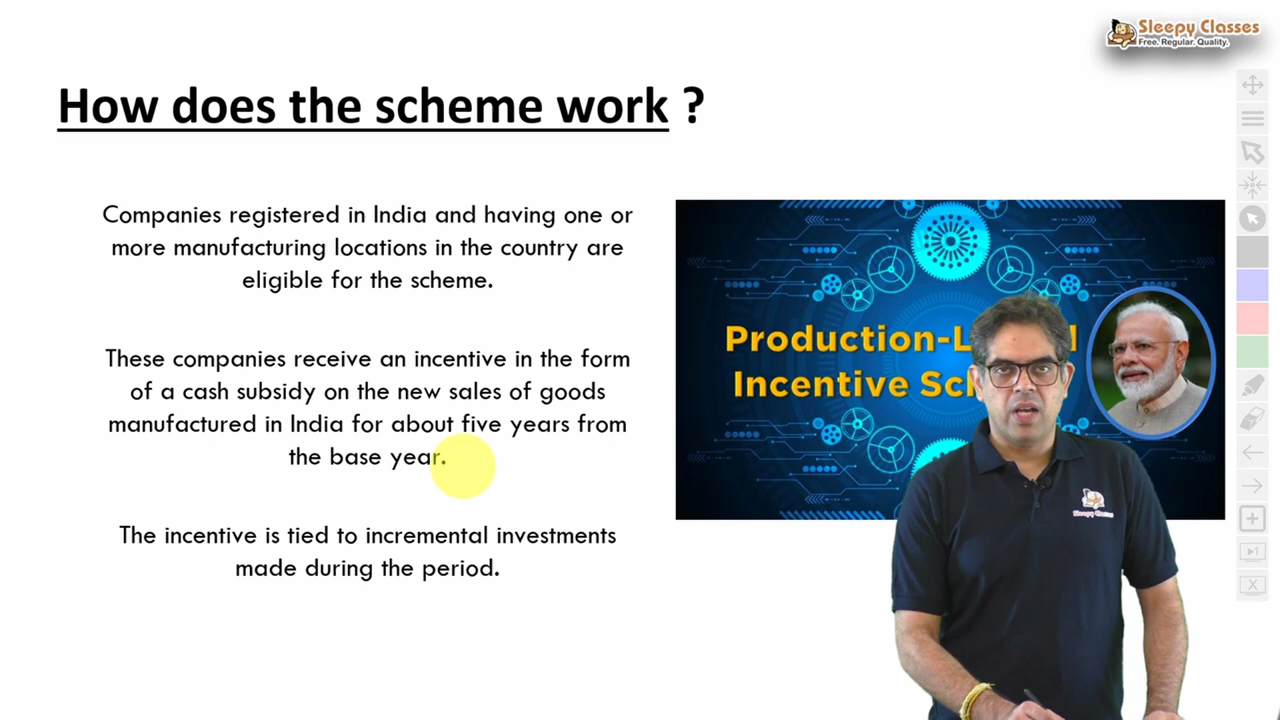 Sleepy Classes
Free. Regular. Quality.
How does the scheme work ?
Companies registered in India and having one or
more manufacturing locations in the country are
eligible for the scheme.
These companies receive an incentive in the form
of a cash subsidy on the new sales of goods
manufactured in India for about five years from
the base year.
The incentive is tied to incremental investments
made during the period.
Incentive
Sleepy Classes